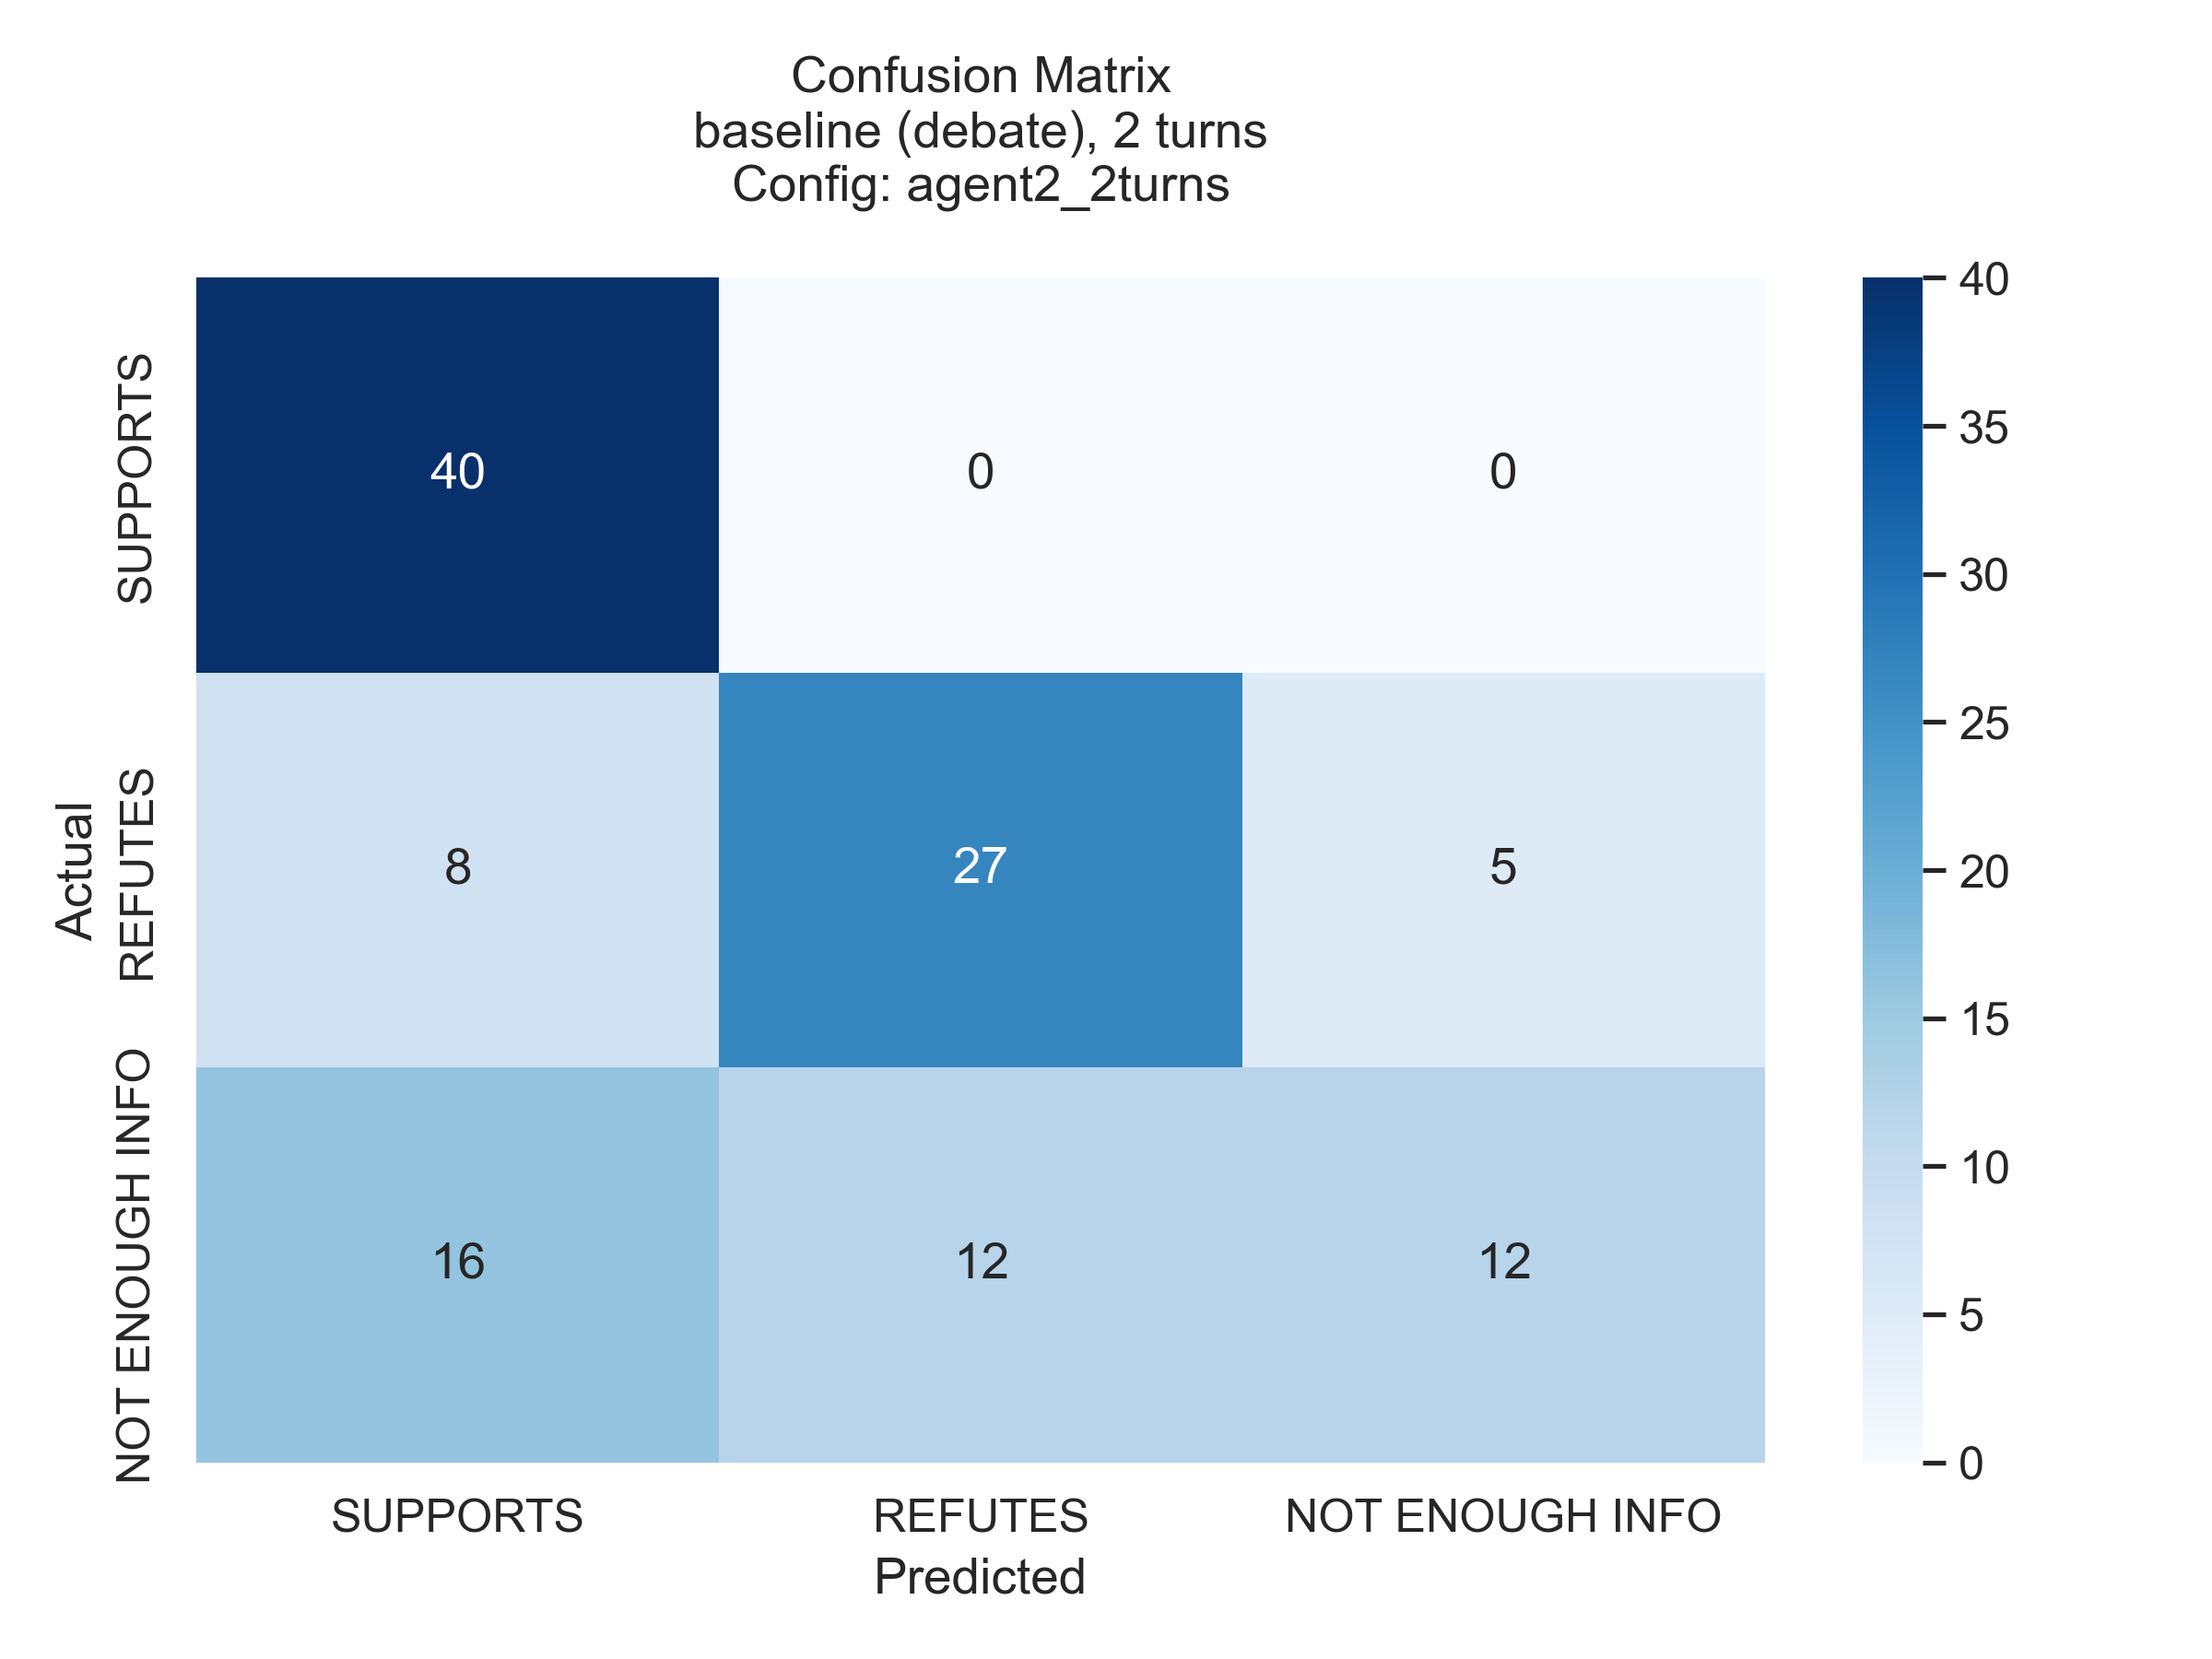 Confusion Matrix
baseline (debate), 2 turns
Config: agent2_2turns
Actual
SUPPORTS
40
0
0
REFUTES
8
27
5
NOT ENOUGH INFO
16
12
12
SUPPORTS
REFUTES
NOT ENOUGH INFO
Predicted
40
35
30
25
20
15
10
5
0